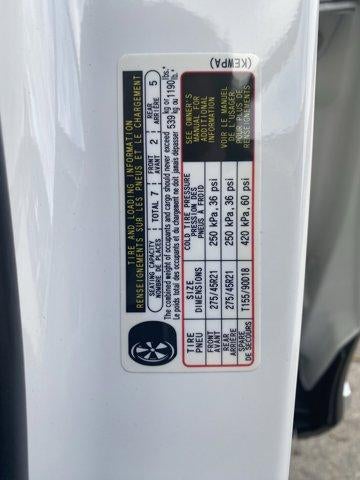 TIRE AND LOADING INFORMATION
RENSEIGNEMENTS SUR LES PNEUS ET LE CHARGEMENT
SEATING CAPACITY TOTAL 7 FRONT 2 REAR 5
NOMBRE DE PLACES AVANT ARRIÈRE
The combined weight of occupants and cargo should never exceed 539 kg or 1190 lbs.
Le poids total des occupants et du chargement ne doit jamais dépasser 539 kg ou 1190 lb.
TIRE SIZE COLD TIRE PRESSURE
PNEU DIMENSIONS PRESSION DES PNEUS À FROID
FRONT 275/45R21 250 kPa, 36 psi
AVANT
REAR 275/45R21 250 kPa, 36 psi
ARRIÈRE
SPARE T155/90D18 420 kPa, 60 psi
DE SECOURS
SEE OWNER'S
MANUAL FOR
ADDITIONAL
INFORMATION
VOIR LE MANUEL
DE L'USAGER
POUR PLUS DE
RENSEIGNEMENTS
(KEWPA)